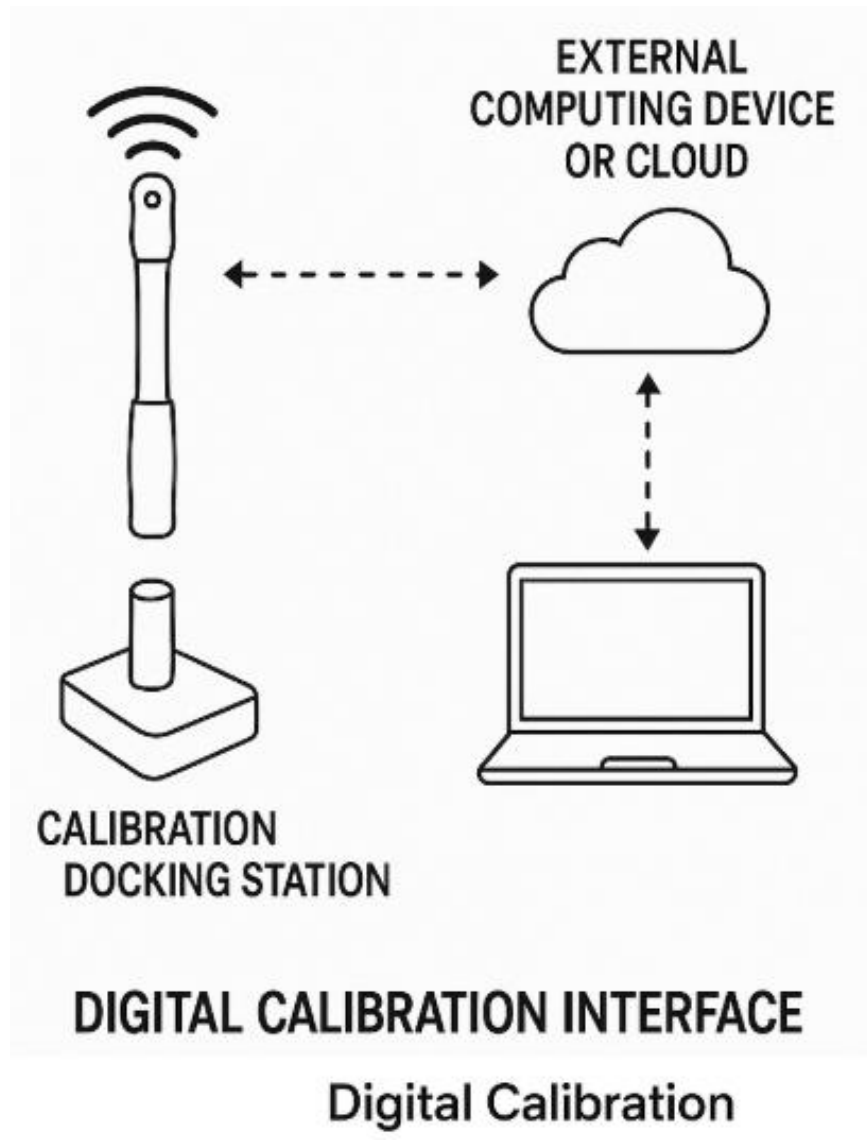 EXTERNAL
COMPUTING DEVICE
OR CLOUD
CALIBRATION
DOCKING STATION
DIGITAL CALIBRATION INTERFACE
Digital Calibration